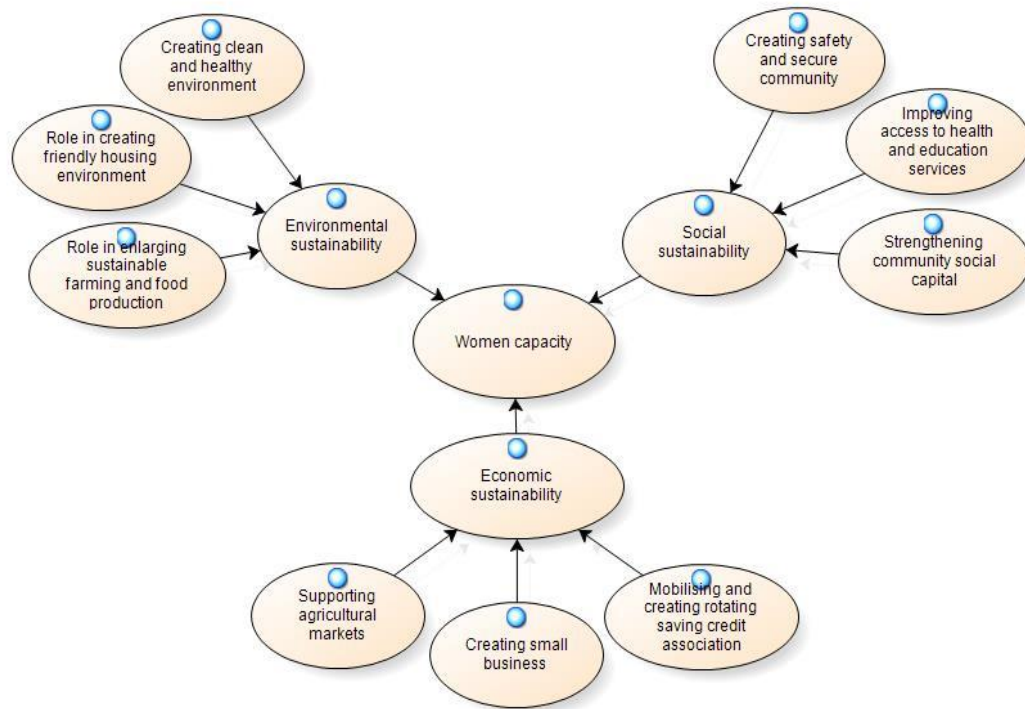 Creating clean
and healthy
environment
Creating safety
and secure
community
Role in creating
friendly housing
environment
Improving
access to health
and education
services
Environmental
sustainability
Social
sustainability
Role in enlarging
sustainable
farming and food
production
Strengthening
community social
capital
Women capacity
Economic
sustainability
Supporting
agricultural
markets
Creating small
business
Mobilising and
creating rotating
saving credit
association